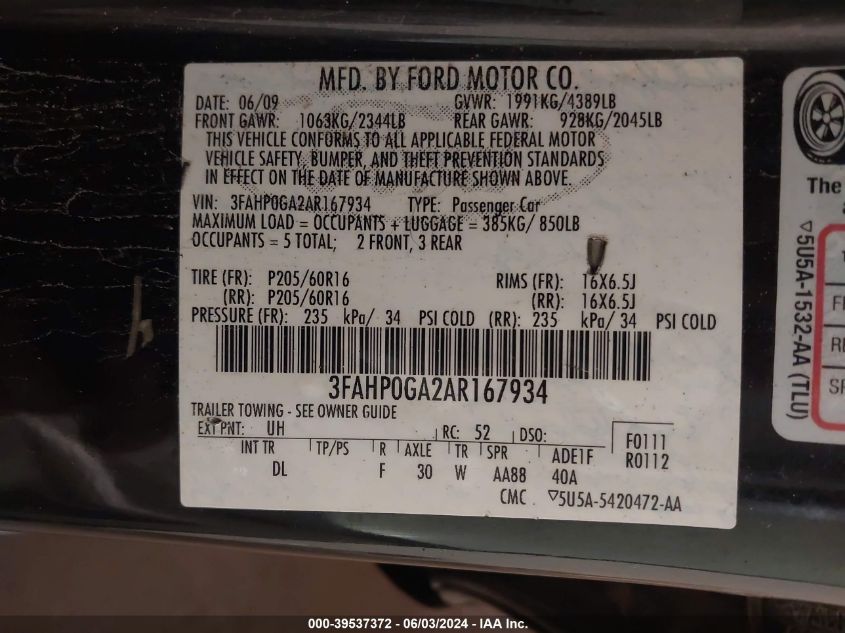 MFD. BY FORD MOTOR CO.
DATE: 06/09 GVWR: 1991KG/4389LB
FRONT GAWR: 1063KG/2344LB REAR GAWR: 928KG/2045LB
THIS VEHICLE CONFORMS TO ALL APPLICABLE FEDERAL MOTOR
VEHICLE SAFETY, BUMPER, AND THEFT PREVENTION STANDARDS
IN EFFECT ON THE DATE OF MANUFACTURE SHOWN ABOVE.
VIN: 3FAHP0GA2AR167934 TYPE: Passenger Car
MAXIMUM LOAD = OCCUPANTS + LUGGAGE = 385KG/ 850LB
OCCUPANTS = 5 TOTAL; 2 FRONT, 3 REAR
TIRE (FR): P205/60R16 RIMS (FR): 16X6.5J
(RR): P205/60R16 (RR): 16X6.5J
PRESSURE (FR): 235 kPa/ 34 PSI COLD (RR): 235 kPa/ 34 PSI COLD
3FAHP0GA2AR167934
TRAILER TOWING - SEE OWNER GUIDE
EXT PNT: UH RC: 52 DSO: F0111
INT TR TP/PS R AXLE TR SPR ADE1F R0112
DL F 30 W AA88 40A
CMC ▽5U5A-5420472-AA
The
▽5U5A-1532-AA (TLU)
000-39537372 - 06/03/2024 - IAA Inc.